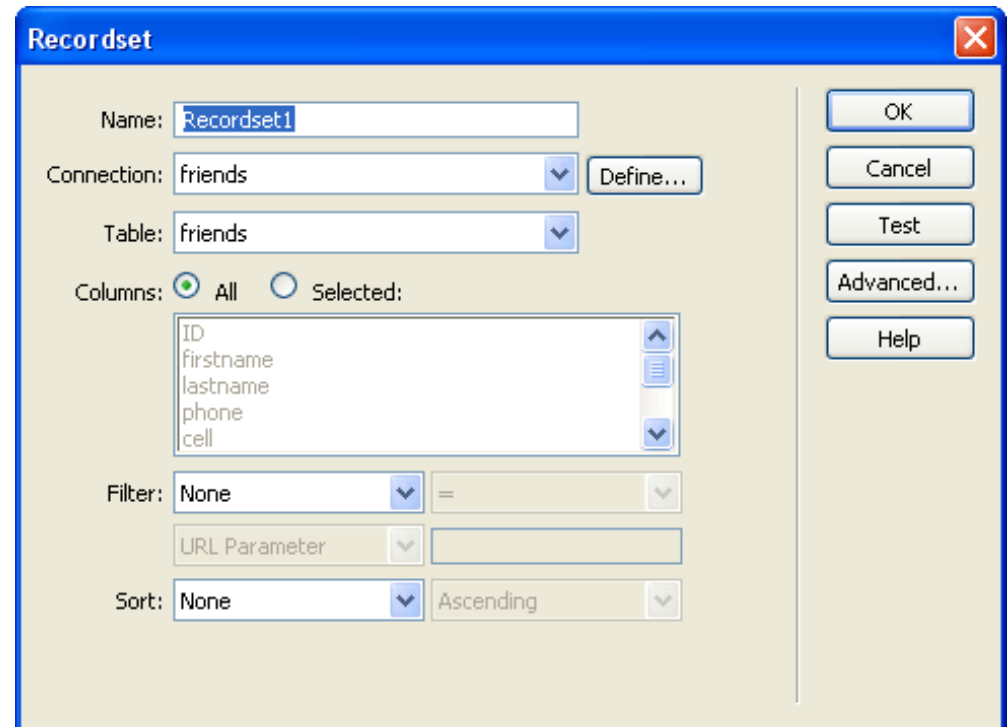 Recordset
Name: Recordset1
OK
Connection: friends Define...
Cancel
Table: friends
Test
Columns: All Selected:
Advanced...
ID
firstname
lastname
phone
cell
Help
Filter: None =
URL Parameter
Sort: None Ascending